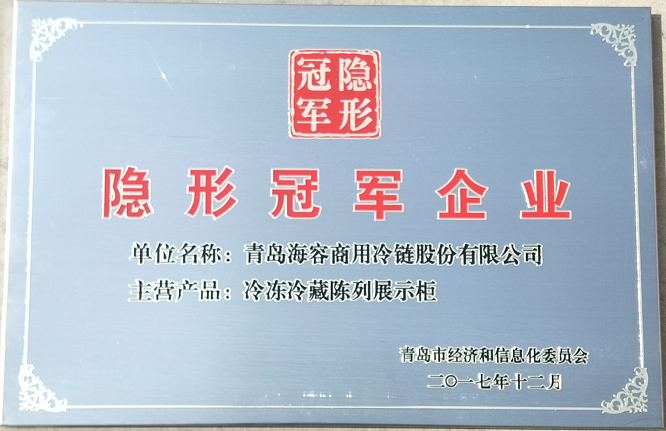 隐形
冠军
隐形冠军企业
单位名称：青岛海容商用冷链股份有限公司
主营产品：冷冻冷藏陈列展示柜
青岛市经济和信息化委员会
二〇一七年十二月